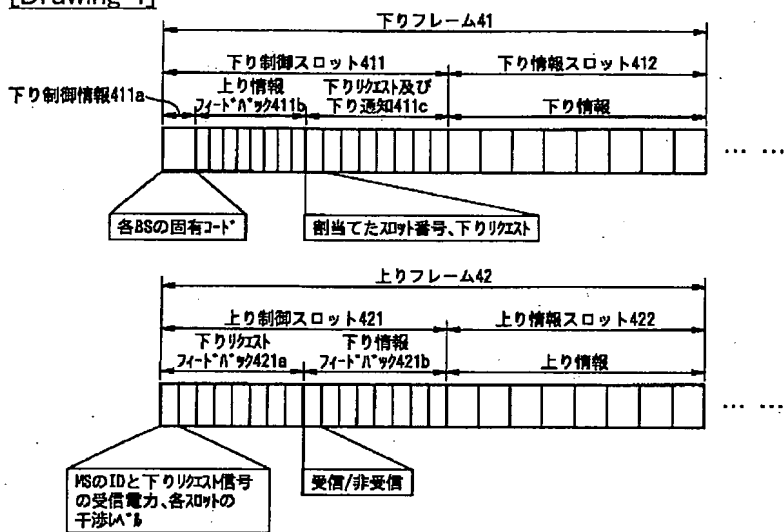 [Drawing 4]
下りフレーム41
下り制御スロット411
下り情報スロット412
下り制御情報411a
上り情報
フィードバック411b
下りリクエスト及び
下り通知411c
下り情報
… …
各BSの固有コード
割当てたスロット番号、下りリクエスト
上りフレーム42
上り制御スロット421
上り情報スロット422
下りリクエスト
フィードバック421a
下り情報
フィードバック421b
上り情報
… …
MSのIDと下りリクエスト信号
の受信電力、各スロットの
干渉レベル
受信/非受信